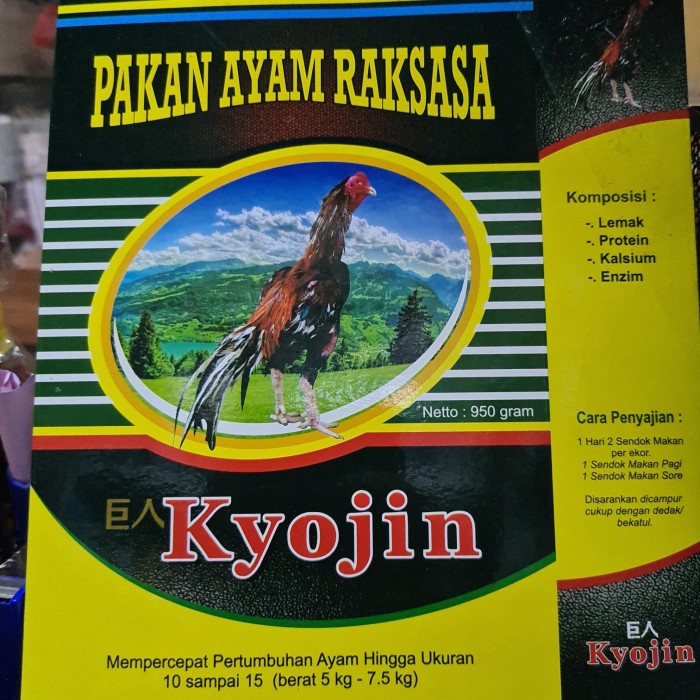 PAKAN AYAM RAKSASA
Netto : 950 gram
巨人 Kyojin
Mempercepat Pertumbuhan Ayam Hingga Ukuran
10 sampai 15 (berat 5 kg - 7.5 kg)
Komposisi :
-. Lemak
-. Protein
-. Kalsium
-. Enzim
Cara Penyajian :
1 Hari 2 Sendok Makan
per ekor.
1 Sendok Makan Pagi
1 Sendok Makan Sore
Disarankan dicampur
cukup dengan dedak/
bekatul.
巨人
Kyojin